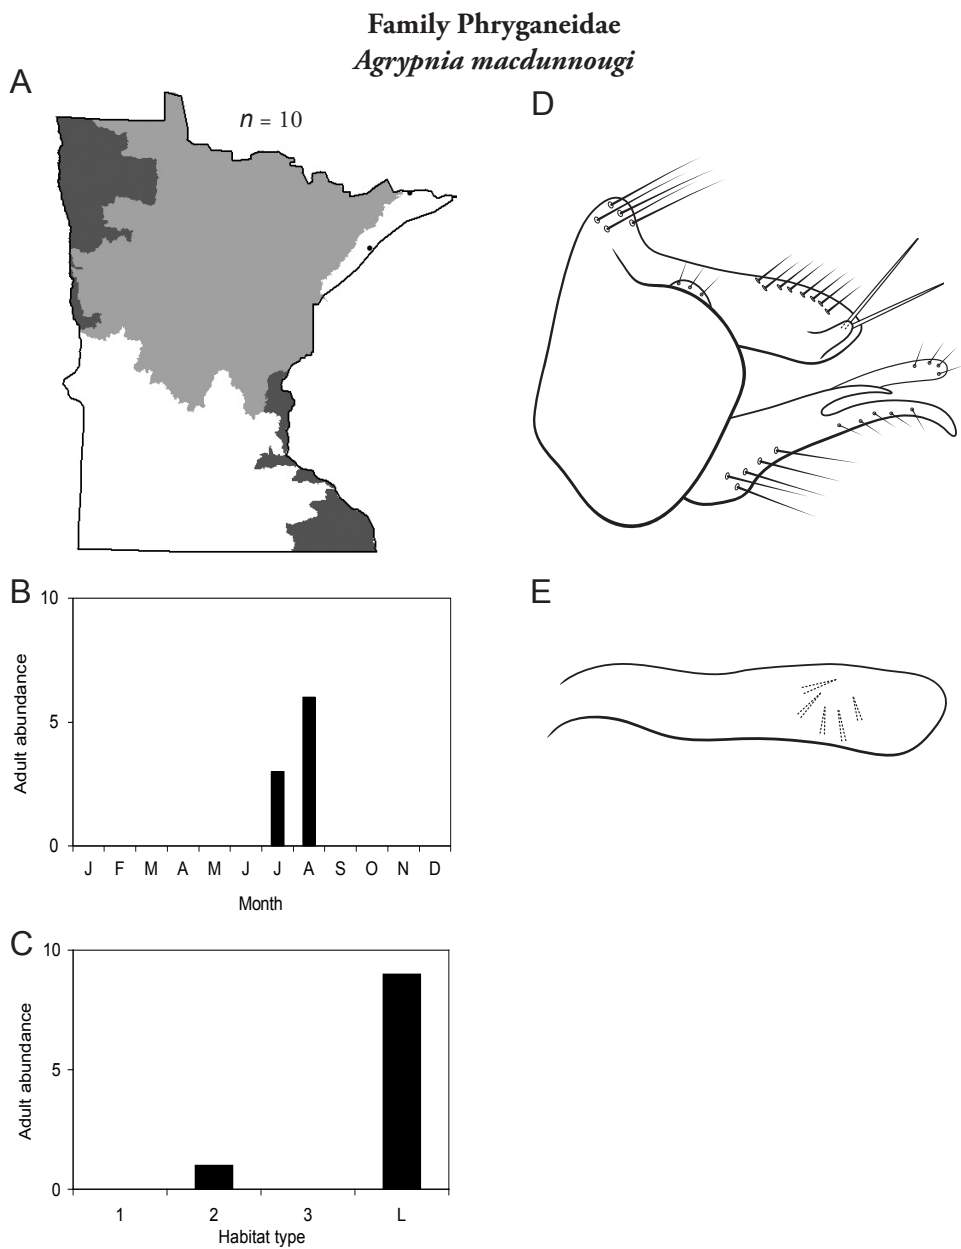 Family Phryganeidae
Agrypnia macdunnougi
A
n = 10
D
B
10
5
0
Adult abundance
J F M A M J J A S O N D
Month
E
C
10
5
0
Adult abundance
1 2 3 L
Habitat type